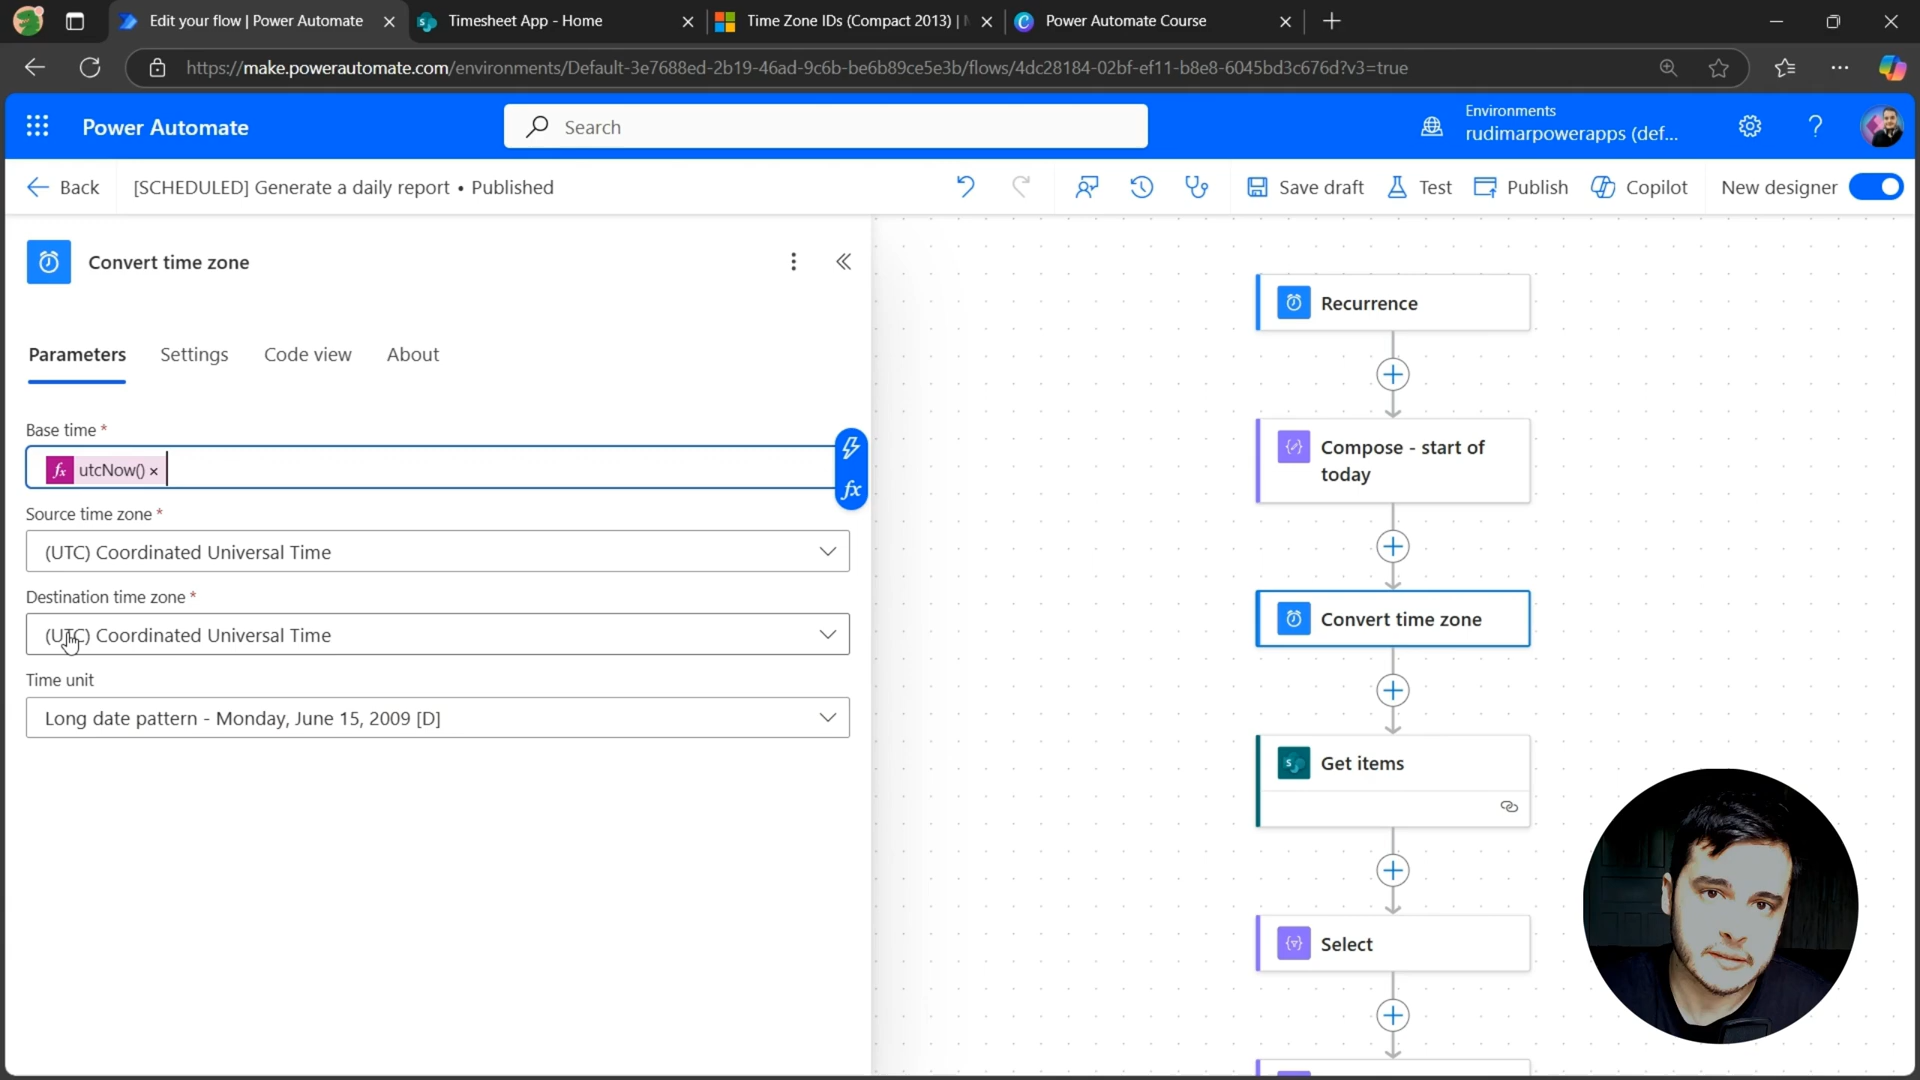 Edit your flow | Power Automate
Timesheet App - Home
Time Zone IDs (Compact 2013) |
Power Automate Course
https://make.powerautomate.com/environments/Default-3e7688ed-2b19-46ad-9c6b-be6b89ce5e3b/flows/4dc28184-02bf-ef11-b8e8-6045bd3c676d?v3=true
Power Automate
Search
Environments
rudimarpowerapps (def...
Back
[SCHEDULED] Generate a daily report • Published
Save draft
Test
Publish
Copilot
New designer
Convert time zone
Parameters
Settings
Code view
About
Base time *
fx utcNow() ×
fx
Source time zone *
(UTC) Coordinated Universal Time
Destination time zone *
(UTC) Coordinated Universal Time
Time unit
Long date pattern - Monday, June 15, 2009 [D]
Recurrence
Compose - start of
today
Convert time zone
Get items
Select